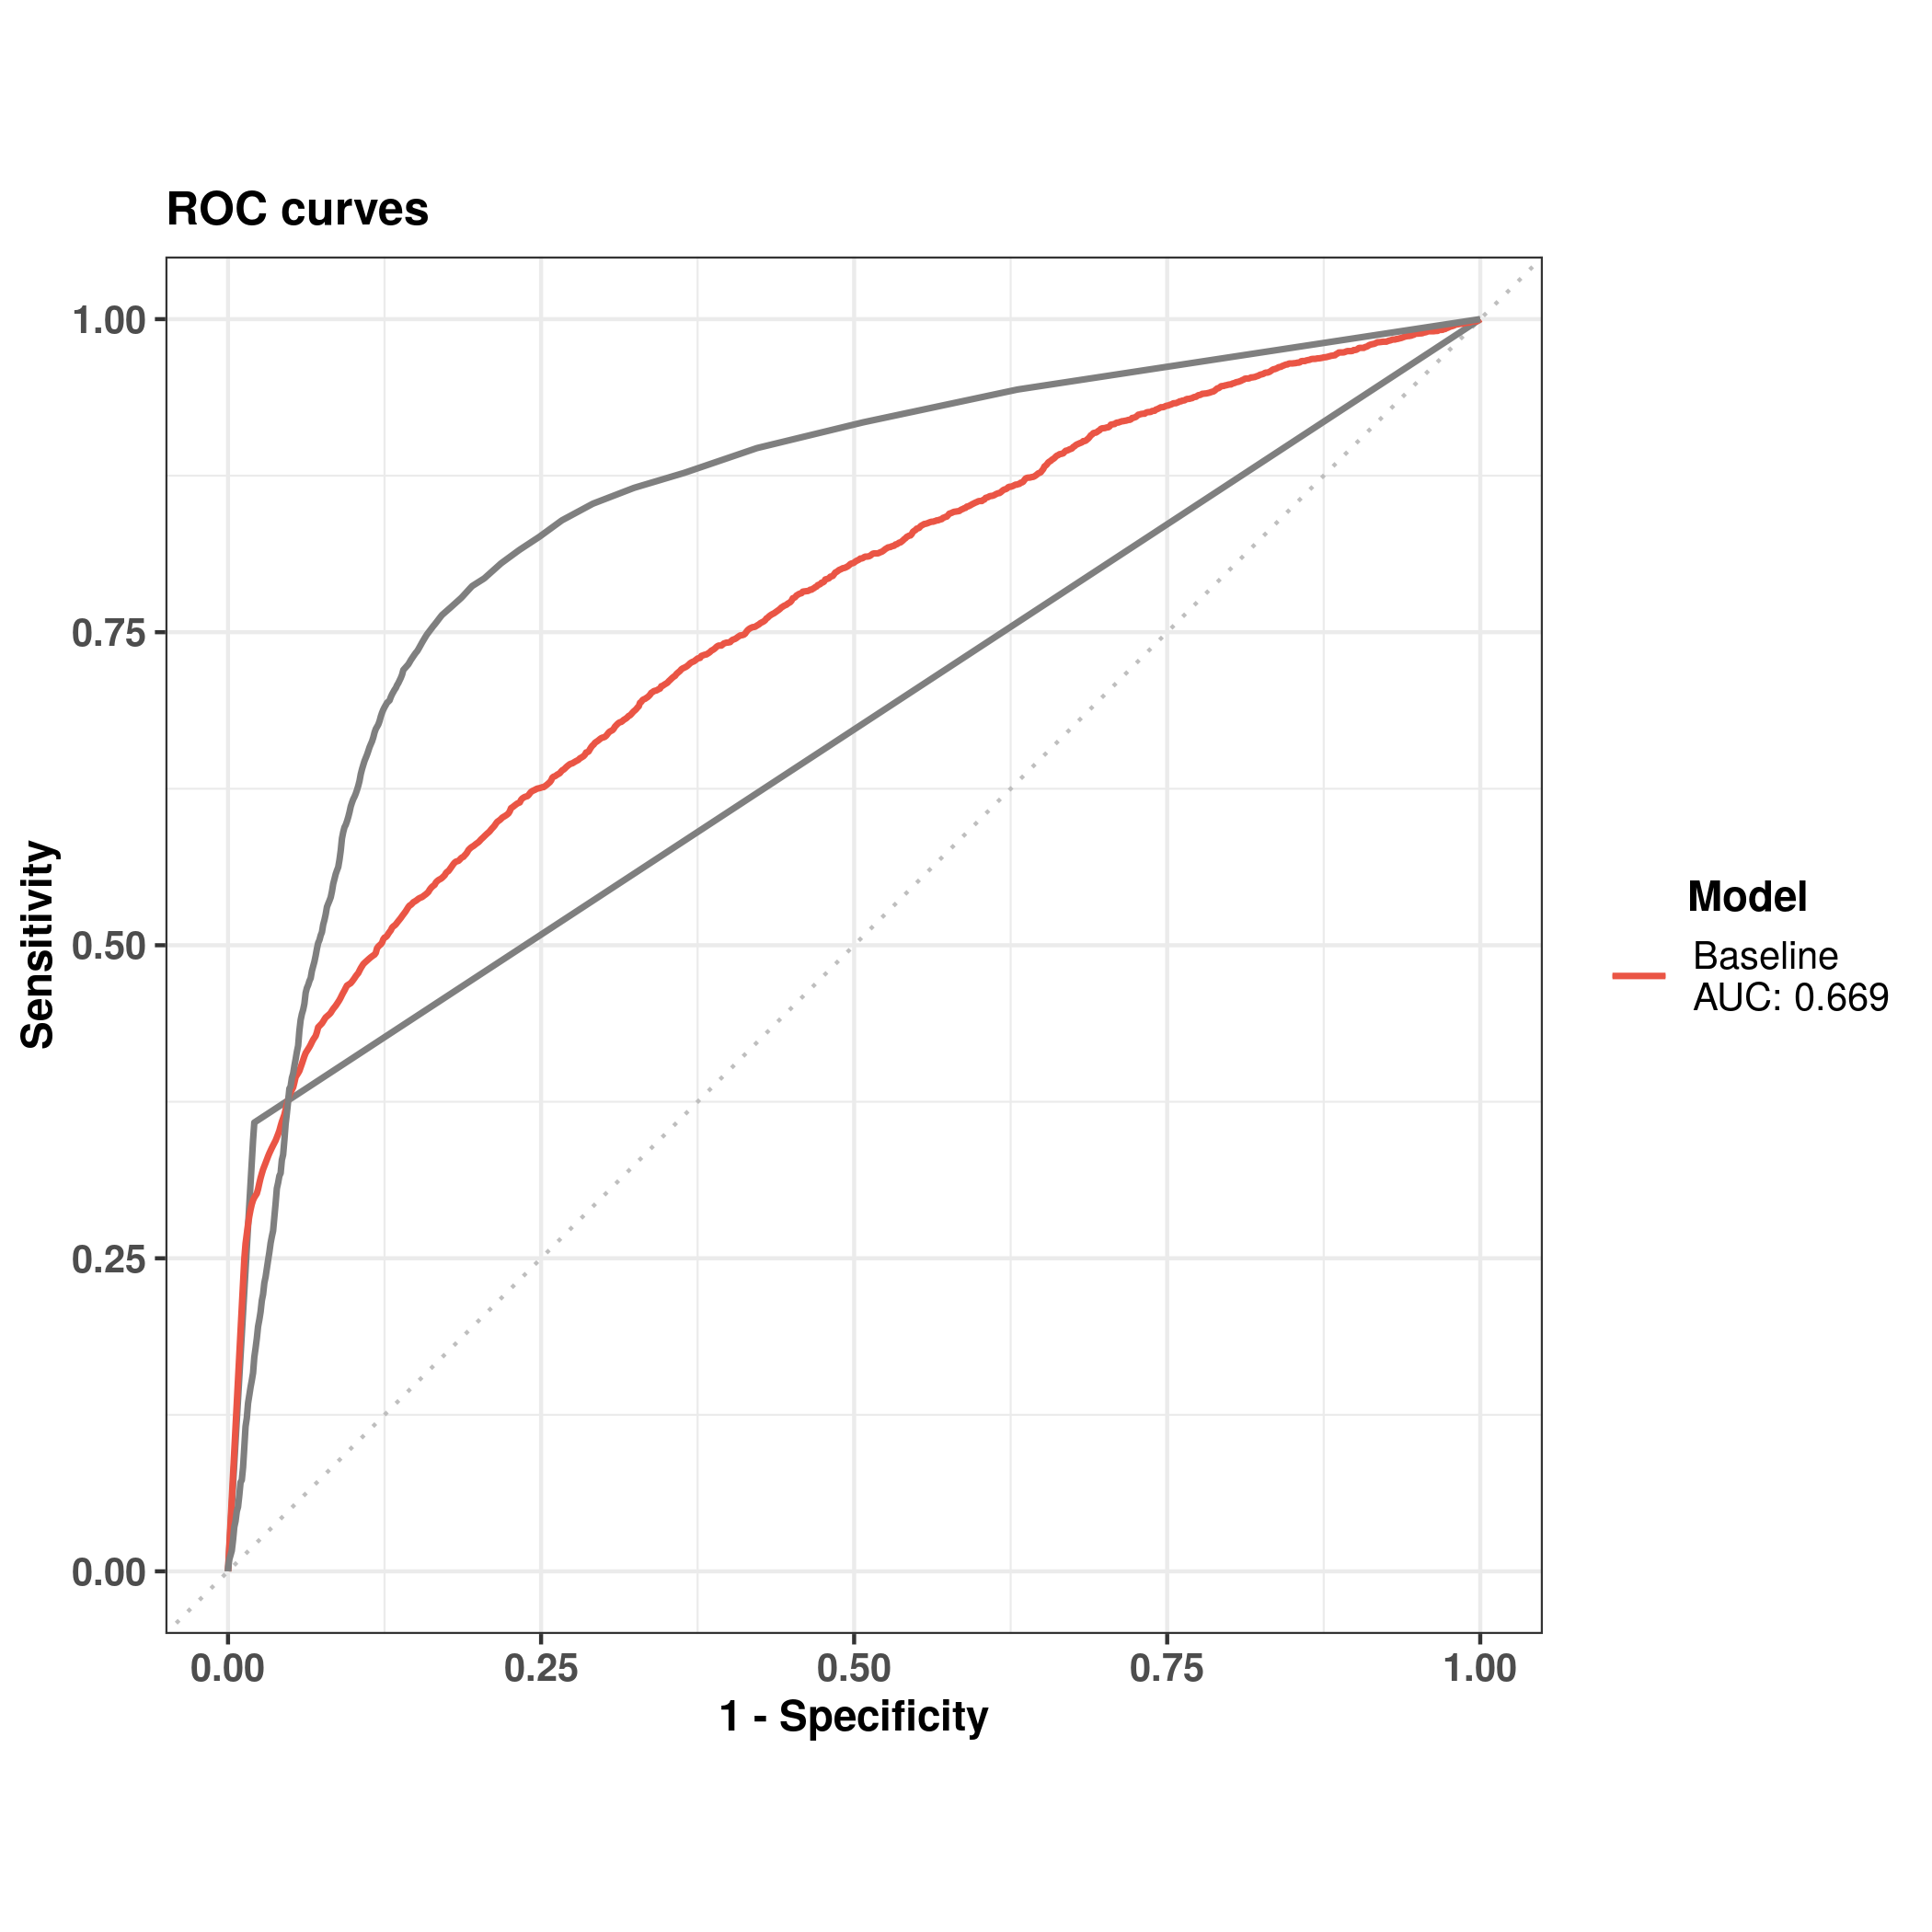 ROC curves
1.00
0.75
0.50
0.25
0.00
Sensitivity
0.00 0.25 0.50 0.75 1.00
1 - Specificity
Model
Baseline
AUC: 0.669